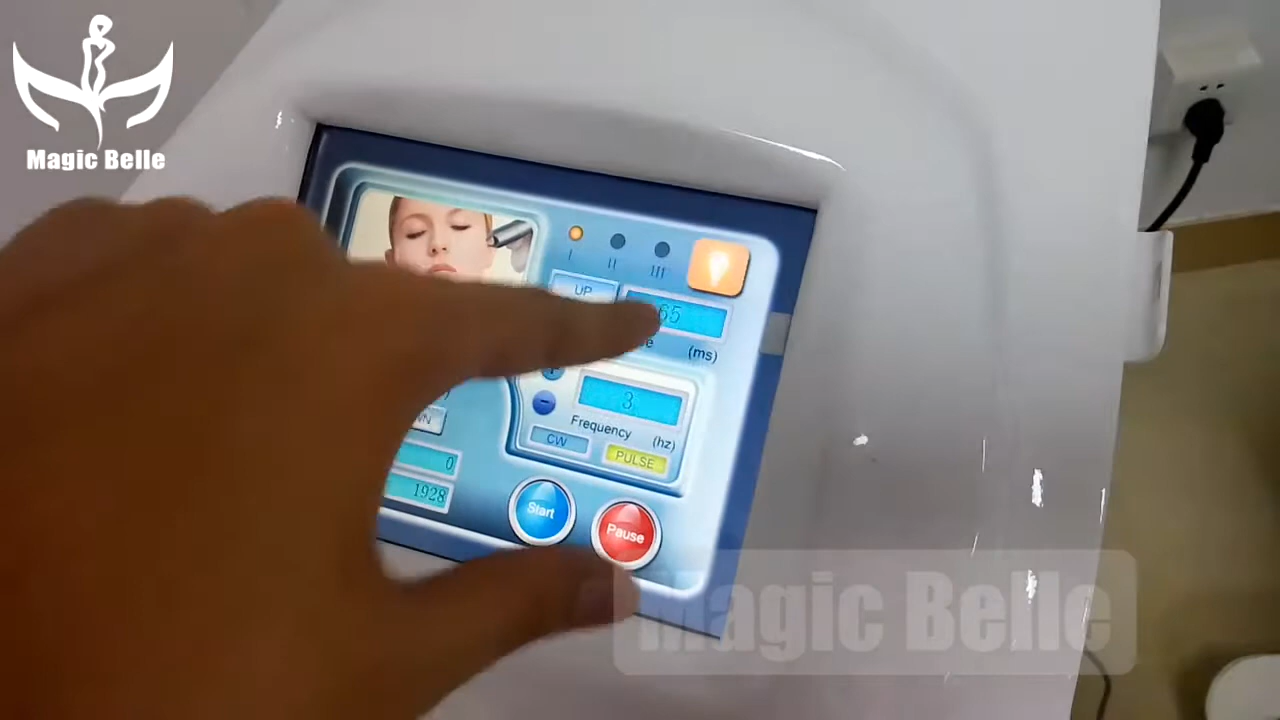 Magic Belle
I
II
III
UP
65
(ms)
3
Frequency
(hz)
CW
PULSE
0
1928
Start
Pause
Magic Belle